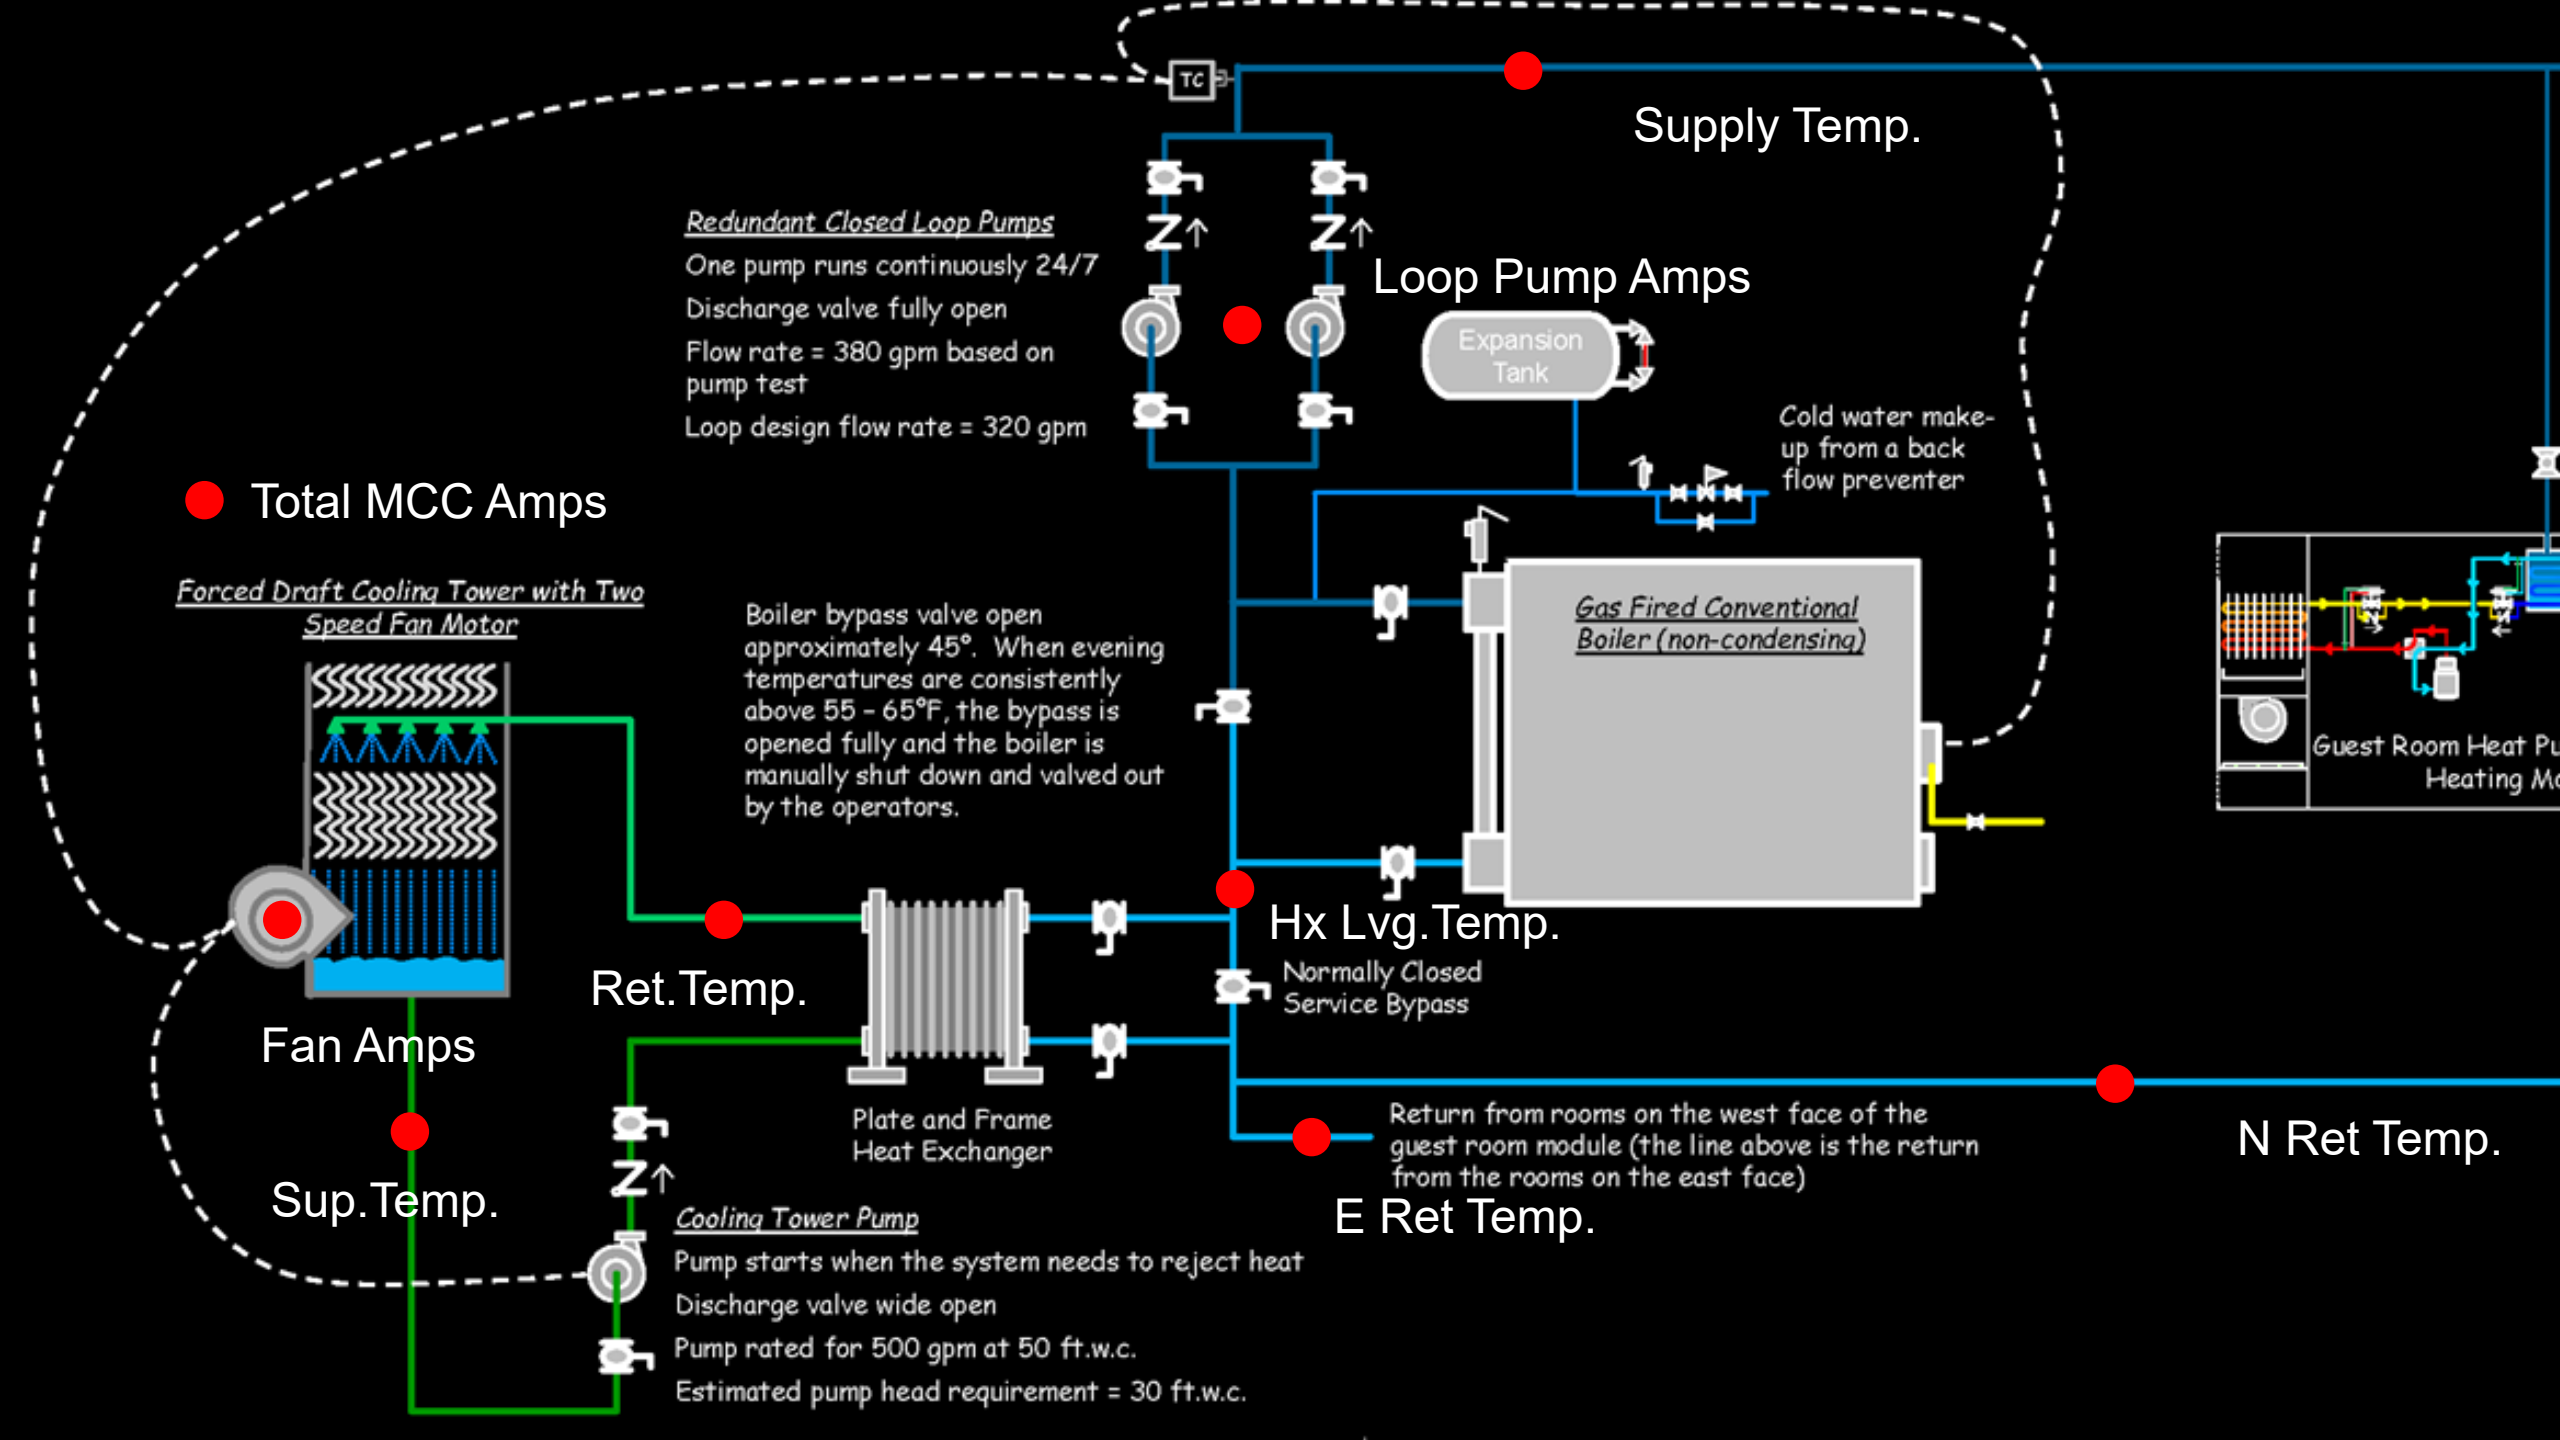 TC
Supply Temp.
Redundant Closed Loop Pumps
One pump runs continuously 24/7
Discharge valve fully open
Flow rate = 380 gpm based on
pump test
Loop design flow rate = 320 gpm
Loop Pump Amps
Expansion
Tank
Cold water make-
up from a back
flow preventer
Total MCC Amps
Forced Draft Cooling Tower with Two
Speed Fan Motor
Boiler bypass valve open
approximately 45°. When evening
temperatures are consistently
above 55 – 65°F, the bypass is
opened fully and the boiler is
manually shut down and valved out
by the operators.
Gas Fired Conventional
Boiler (non-condensing)
Guest Room Heat Pu
Heating Mo
Hx Lvg.Temp.
Normally Closed
Service Bypass
Ret.Temp.
Fan Amps
Plate and Frame
Heat Exchanger
Return from rooms on the west face of the
guest room module (the line above is the return
from the rooms on the east face)
N Ret Temp.
E Ret Temp.
Sup.Temp.
Cooling Tower Pump
Pump starts when the system needs to reject heat
Discharge valve wide open
Pump rated for 500 gpm at 50 ft.w.c.
Estimated pump head requirement = 30 ft.w.c.